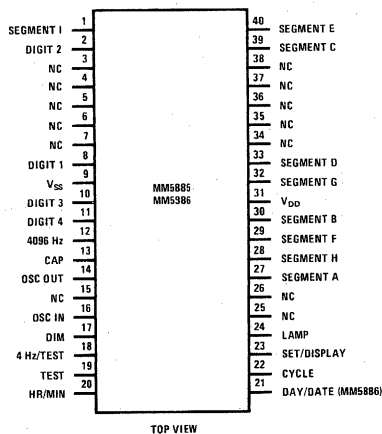 1 SEGMENT I
2 DIGIT 2
3 NC
4 NC
5 NC
6 NC
7 NC
8 DIGIT 1
9 VSS
10 DIGIT 3
11 DIGIT 4
12 4096 Hz
13 CAP
14 OSC OUT
15 NC
16 OSC IN
17 DIM
18 4 Hz/TEST
19 TEST
20 HR/MIN
MM5885
MM5986
40 SEGMENT E
39 SEGMENT C
38 NC
37 NC
36 NC
35 NC
34 NC
33 SEGMENT D
32 SEGMENT G
31 VDD
30 SEGMENT B
29 SEGMENT F
28 SEGMENT H
27 SEGMENT A
26 NC
25 NC
24 LAMP
23 SET/DISPLAY
22 CYCLE
21 DAY/DATE (MM5886)
TOP VIEW